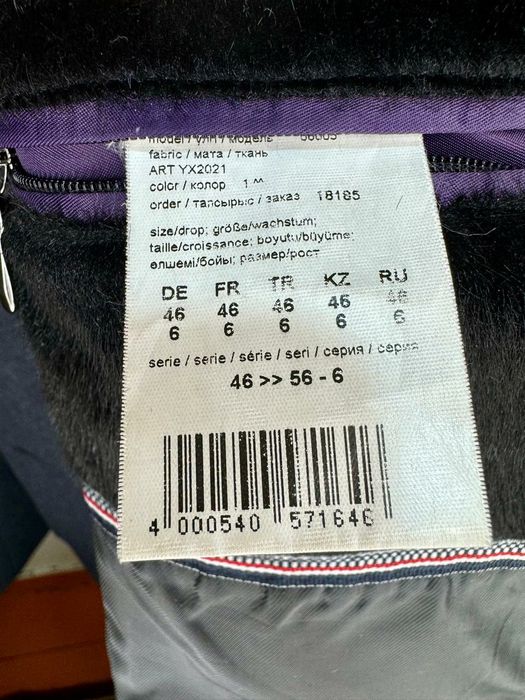 fabric / мата / ткань
ART YX2021
color / колор 1
order / тапсырыс / заказ 18185
size/drop; größe/wachstum;
taille/croissance; boyutu/büyüme;
өлшемі/бойы; размер/рост
DE FR TR KZ RU
46 46 46 46 46
6 6 6 6 6
serie / serie / série / seri / серия / серия
46 >> 56 - 6
4 000540 571646